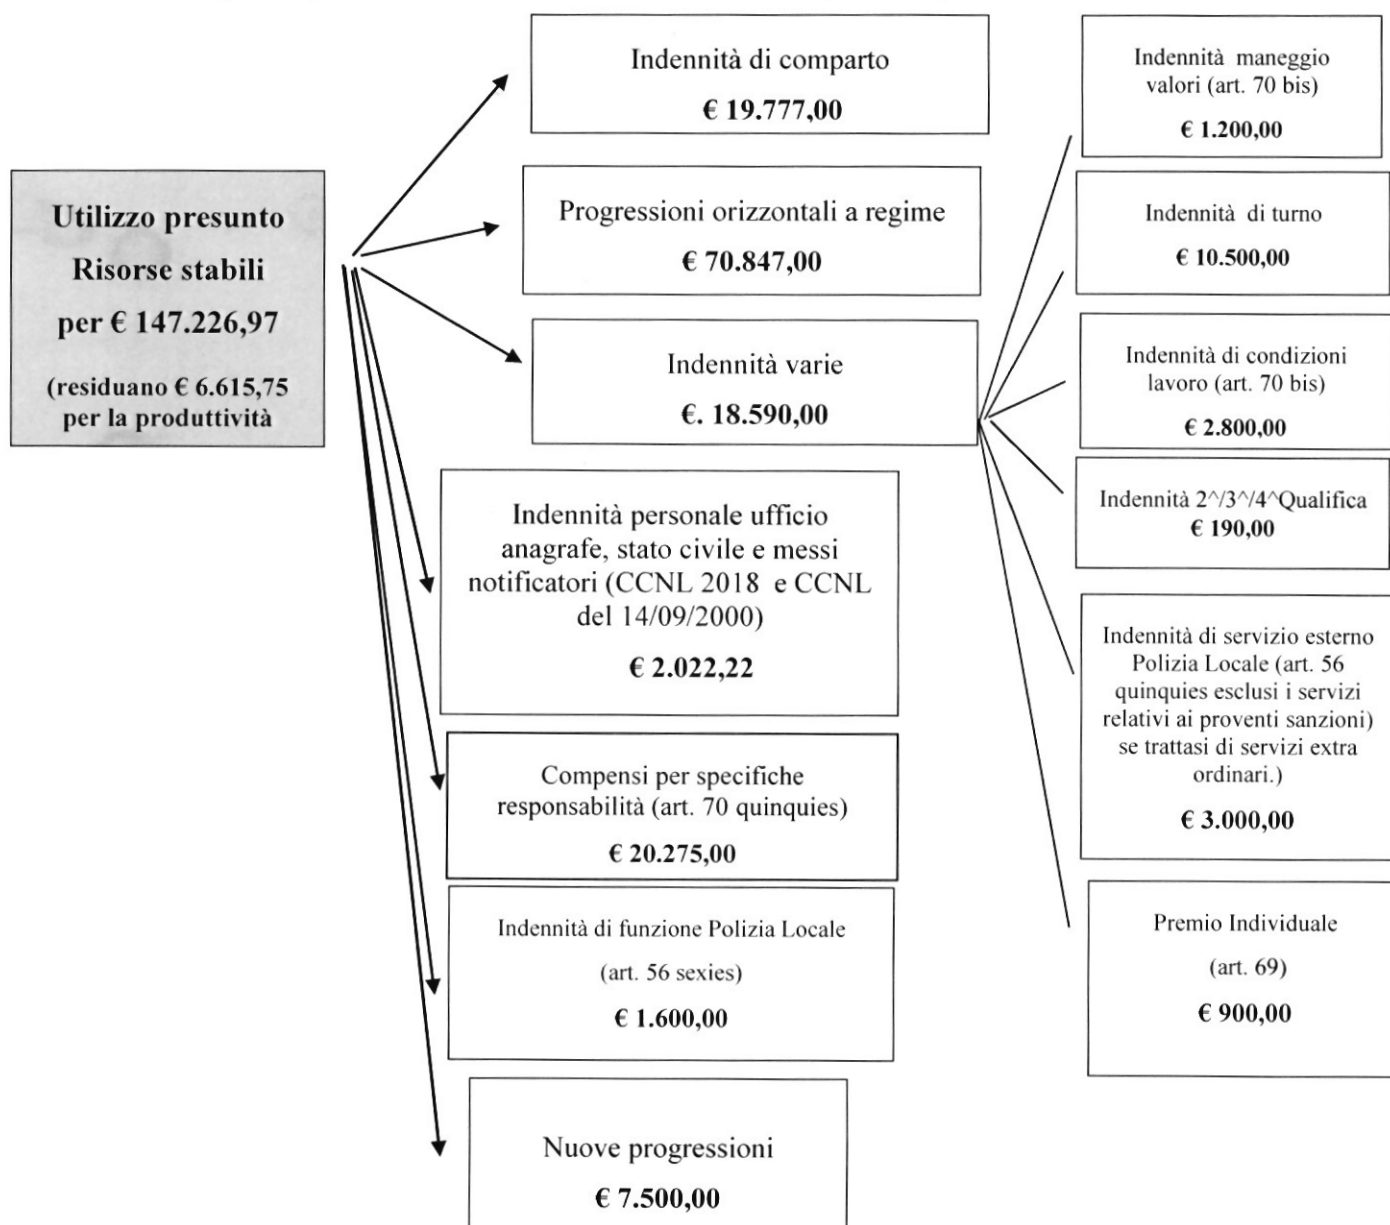 Utilizzo presunto
Risorse stabili
per € 147.226,97
(residuano € 6.615,75
per la produttività
Indennità di comparto
€ 19.777,00
Progressioni orizzontali a regime
€ 70.847,00
Indennità varie
€. 18.590,00
Indennità personale ufficio
anagrafe, stato civile e messi
notificatori (CCNL 2018 e CCNL
del 14/09/2000)
€ 2.022,22
Compensi per specifiche
responsabilità (art. 70 quinquies)
€ 20.275,00
Indennità di funzione Polizia Locale
(art. 56 sexies)
€ 1.600,00
Nuove progressioni
€ 7.500,00
Indennità maneggio
valori (art. 70 bis)
€ 1.200,00
Indennità di turno
€ 10.500,00
Indennità di condizioni
lavoro (art. 70 bis)
€ 2.800,00
Indennità 2^/3^/4^Qualifica
€ 190,00
Indennità di servizio esterno
Polizia Locale (art. 56
quinquies esclusi i servizi
relativi ai proventi sanzioni)
se trattasi di servizi extra
ordinari.)
€ 3.000,00
Premio Individuale
(art. 69)
€ 900,00